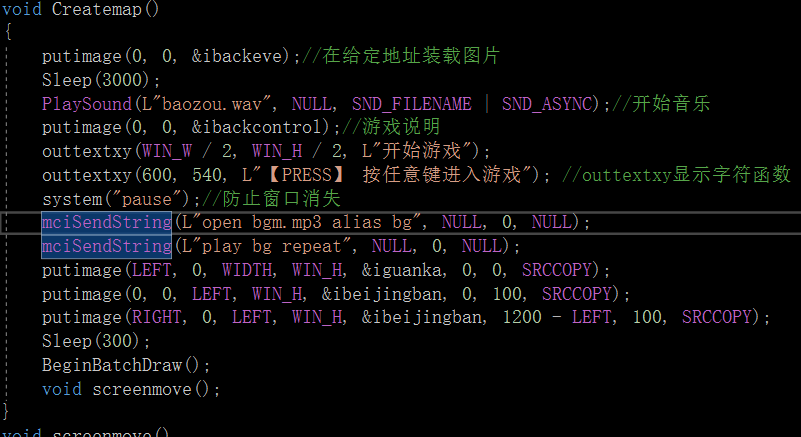 void Createmap()
{
putimage(0, 0, &ibackeve);//在给定地址装载图片
Sleep(3000);
PlaySound(L"baozou.wav", NULL, SND_FILENAME | SND_ASYNC);//开始音乐
putimage(0, 0, &ibackcontrol);//游戏说明
outtextxy(WIN_W / 2, WIN_H / 2, L"开始游戏");
outtextxy(600, 540, L"【PRESS】 按任意键进入游戏"); //outtextxy显示字符函数
system("pause");//防止窗口消失
mciSendString(L"open bgm.mp3 alias bg", NULL, 0, NULL);
mciSendString(L"play bg repeat", NULL, 0, NULL);
putimage(LEFT, 0, WIDTH, WIN_H, &iguanka, 0, 0, SRCCOPY);
putimage(0, 0, LEFT, WIN_H, &ibeijingban, 0, 100, SRCCOPY);
putimage(RIGHT, 0, LEFT, WIN_H, &ibeijingban, 1200 - LEFT, 100, SRCCOPY);
Sleep(300);
BeginBatchDraw();
void screenmove();
}
void screenmove()